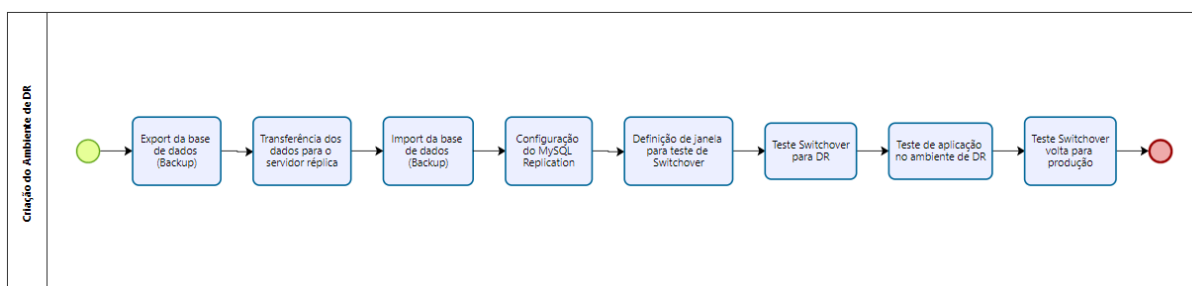 Criação do Ambiente de DR
Export da base
de dados
(Backup)
Transferência dos
dados para o
servidor réplica
Import da base
de dados
(Backup)
Configuração
do MySQL
Replication
Definição de janela
para teste de
Switchover
Teste Switchover
para DR
Teste de aplicação
no ambiente de DR
Teste Switchover
volta para
produção